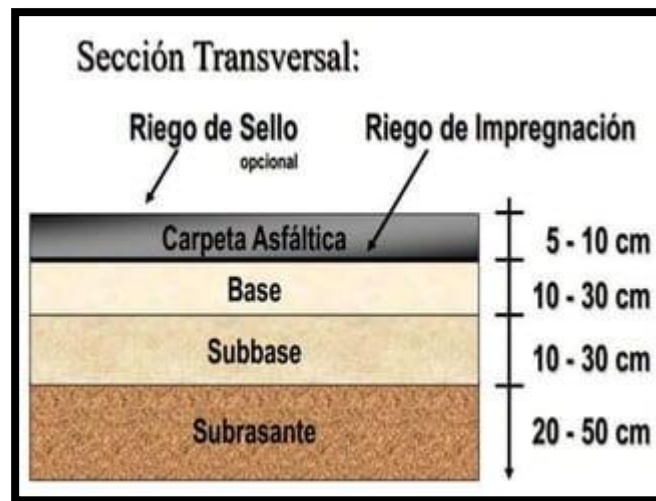 Sección Transversal:
Riego de Sello
opcional
Riego de Impregnación
Carpeta Asfáltica
5 - 10 cm
Base
10 - 30 cm
Subbase
10 - 30 cm
Subrasante
20 - 50 cm